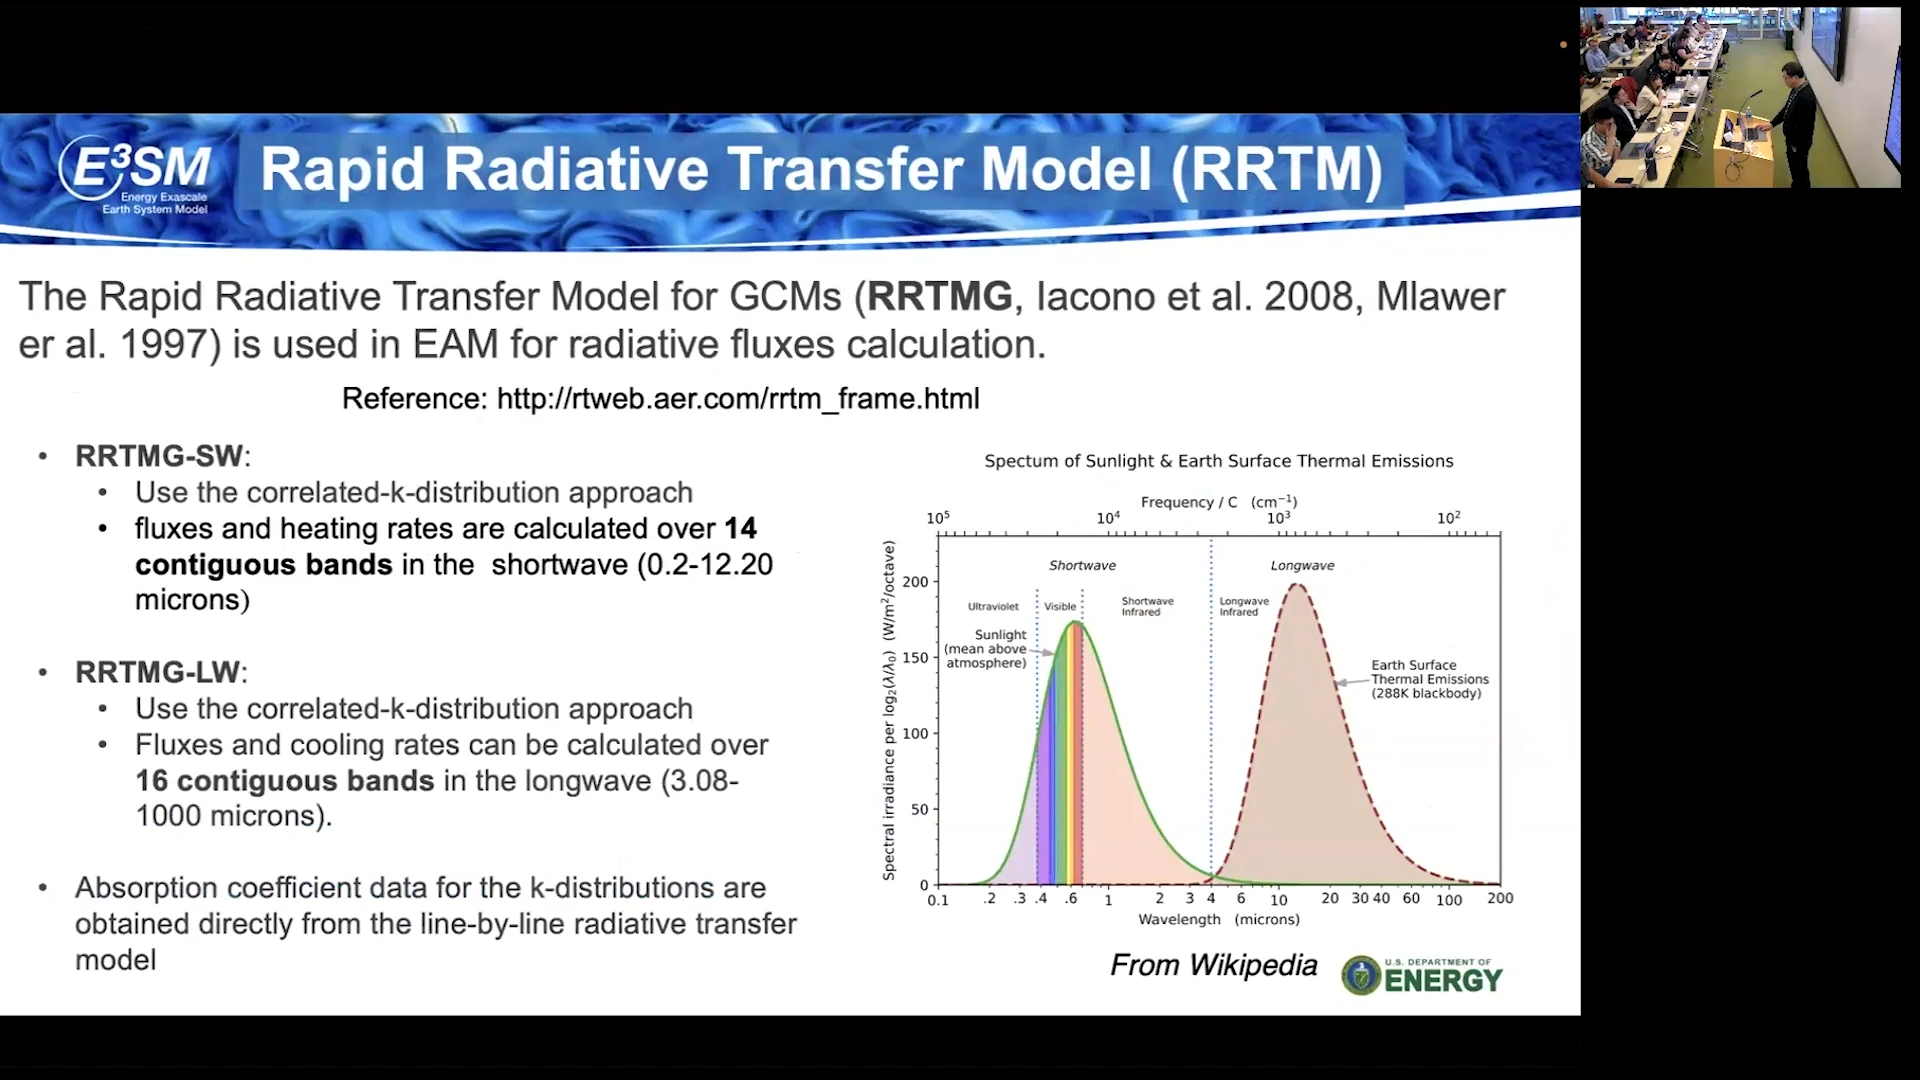 E³SM
Energy Exascale
Earth System Model
Rapid Radiative Transfer Model (RRTM)
The Rapid Radiative Transfer Model for GCMs (RRTMG, Iacono et al. 2008, Mlawer
er al. 1997) is used in EAM for radiative fluxes calculation.
Reference: http://rtweb.aer.com/rrtm_frame.html
• RRTMG-SW:
• Use the correlated-k-distribution approach
• fluxes and heating rates are calculated over 14
contiguous bands in the shortwave (0.2-12.20
microns)
• RRTMG-LW:
• Use the correlated-k-distribution approach
• Fluxes and cooling rates can be calculated over
16 contiguous bands in the longwave (3.08-
1000 microns).
• Absorption coefficient data for the k-distributions are
obtained directly from the line-by-line radiative transfer
model
Spectum of Sunlight & Earth Surface Thermal Emissions
Frequency / C (cm⁻¹)
10⁵ 10⁴ 10³ 10²
Spectral irradiance per log₂(λ/λ₀) (W/m²/octave)
200
150
100
50
0
Shortwave
Longwave
Ultraviolet
Visible
Shortwave
Infrared
Longwave
Infrared
Sunlight
(mean above
atmosphere)
Earth Surface
Thermal Emissions
(288K blackbody)
0.1 .2 .3 .4 .6 1 2 3 4 6 10 20 30 40 60 100 200
Wavelength (microns)
From Wikipedia
U.S. DEPARTMENT OF
ENERGY